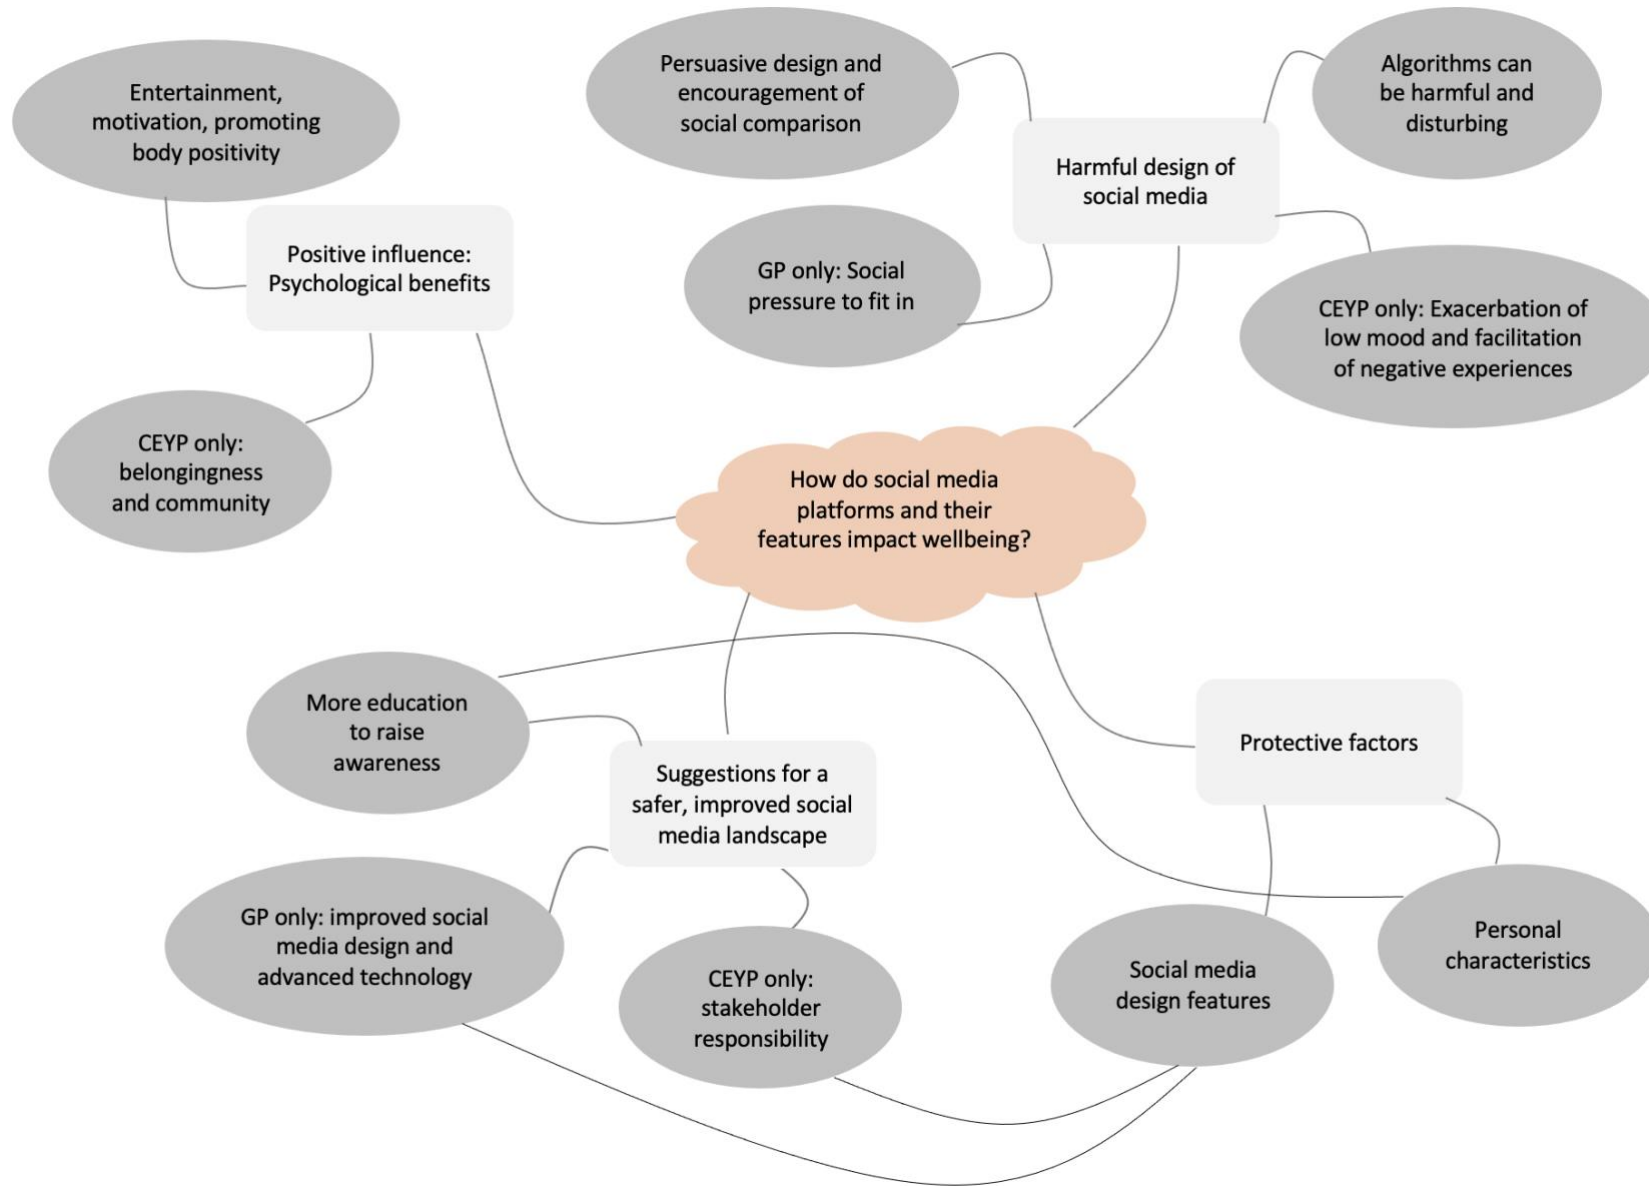 Entertainment,
motivation, promoting
body positivity
Persuasive design and
encouragement of
social comparison
Algorithms can
be harmful and
disturbing
Harmful design of
social media
Positive influence:
Psychological benefits
GP only: Social
pressure to fit in
CEYP only: Exacerbation of
low mood and facilitation
of negative experiences
CEYP only:
belongingness
and community
How do social media
platforms and their
features impact wellbeing?
More education
to raise
awareness
Protective factors
Suggestions for a
safer, improved social
media landscape
GP only: improved social
media design and
advanced technology
CEYP only:
stakeholder
responsibility
Social media
design features
Personal
characteristics